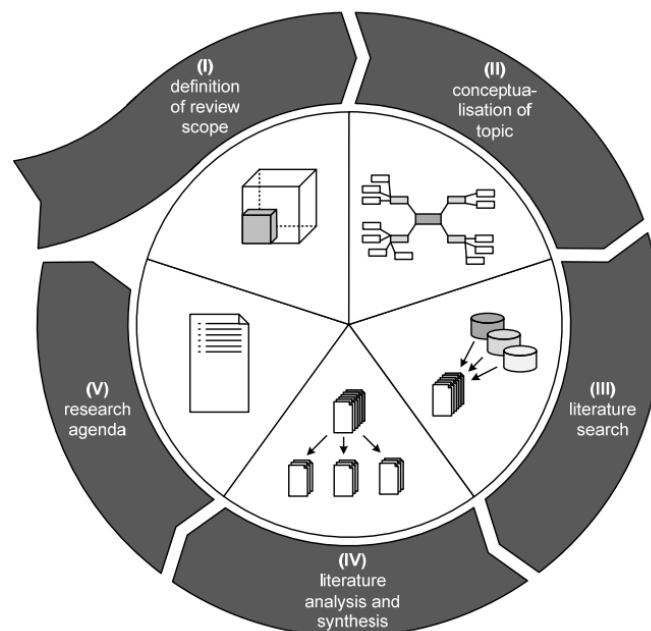 (I)
definition
of review
scope
(II)
conceptua-
lisation of
topic
(III)
literature
search
(IV)
literature
analysis and
synthesis
(V)
research
agenda